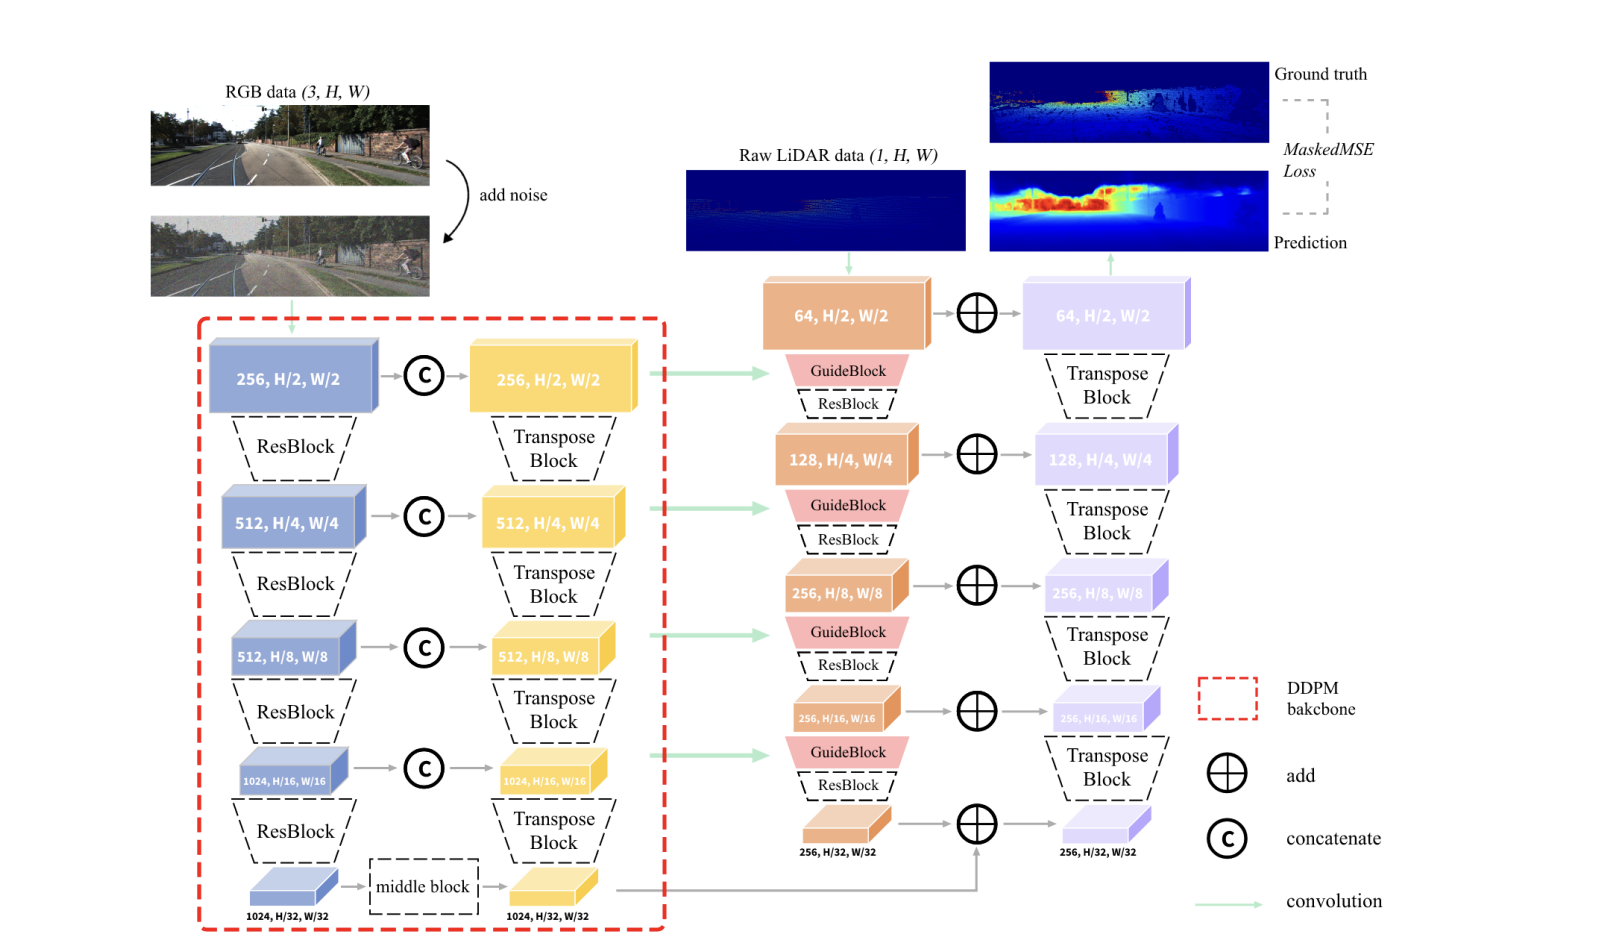 RGB data (3, H, W)
add noise
256, H/2, W/2
C
256, H/2, W/2
ResBlock
Transpose
Block
512, H/4, W/4
C
512, H/4, W/4
ResBlock
Transpose
Block
512, H/8, W/8
C
512, H/8, W/8
ResBlock
Transpose
Block
1024, H/16, W/16
C
1024, H/16, W/16
ResBlock
Transpose
Block
middle block
1024, H/32, W/32
1024, H/32, W/32
Raw LiDAR data (1, H, W)
Ground truth
MaskedMSE
Loss
Prediction
64, H/2, W/2
64, H/2, W/2
GuideBlock
ResBlock
Transpose
Block
128, H/4, W/4
128, H/4, W/4
GuideBlock
ResBlock
Transpose
Block
256, H/8, W/8
256, H/8, W/8
GuideBlock
ResBlock
Transpose
Block
256, H/16, W/16
256, H/16, W/16
GuideBlock
ResBlock
Transpose
Block
256, H/32, W/32
256, H/32, W/32
DDPM
bakcbone
add
C
concatenate
convolution